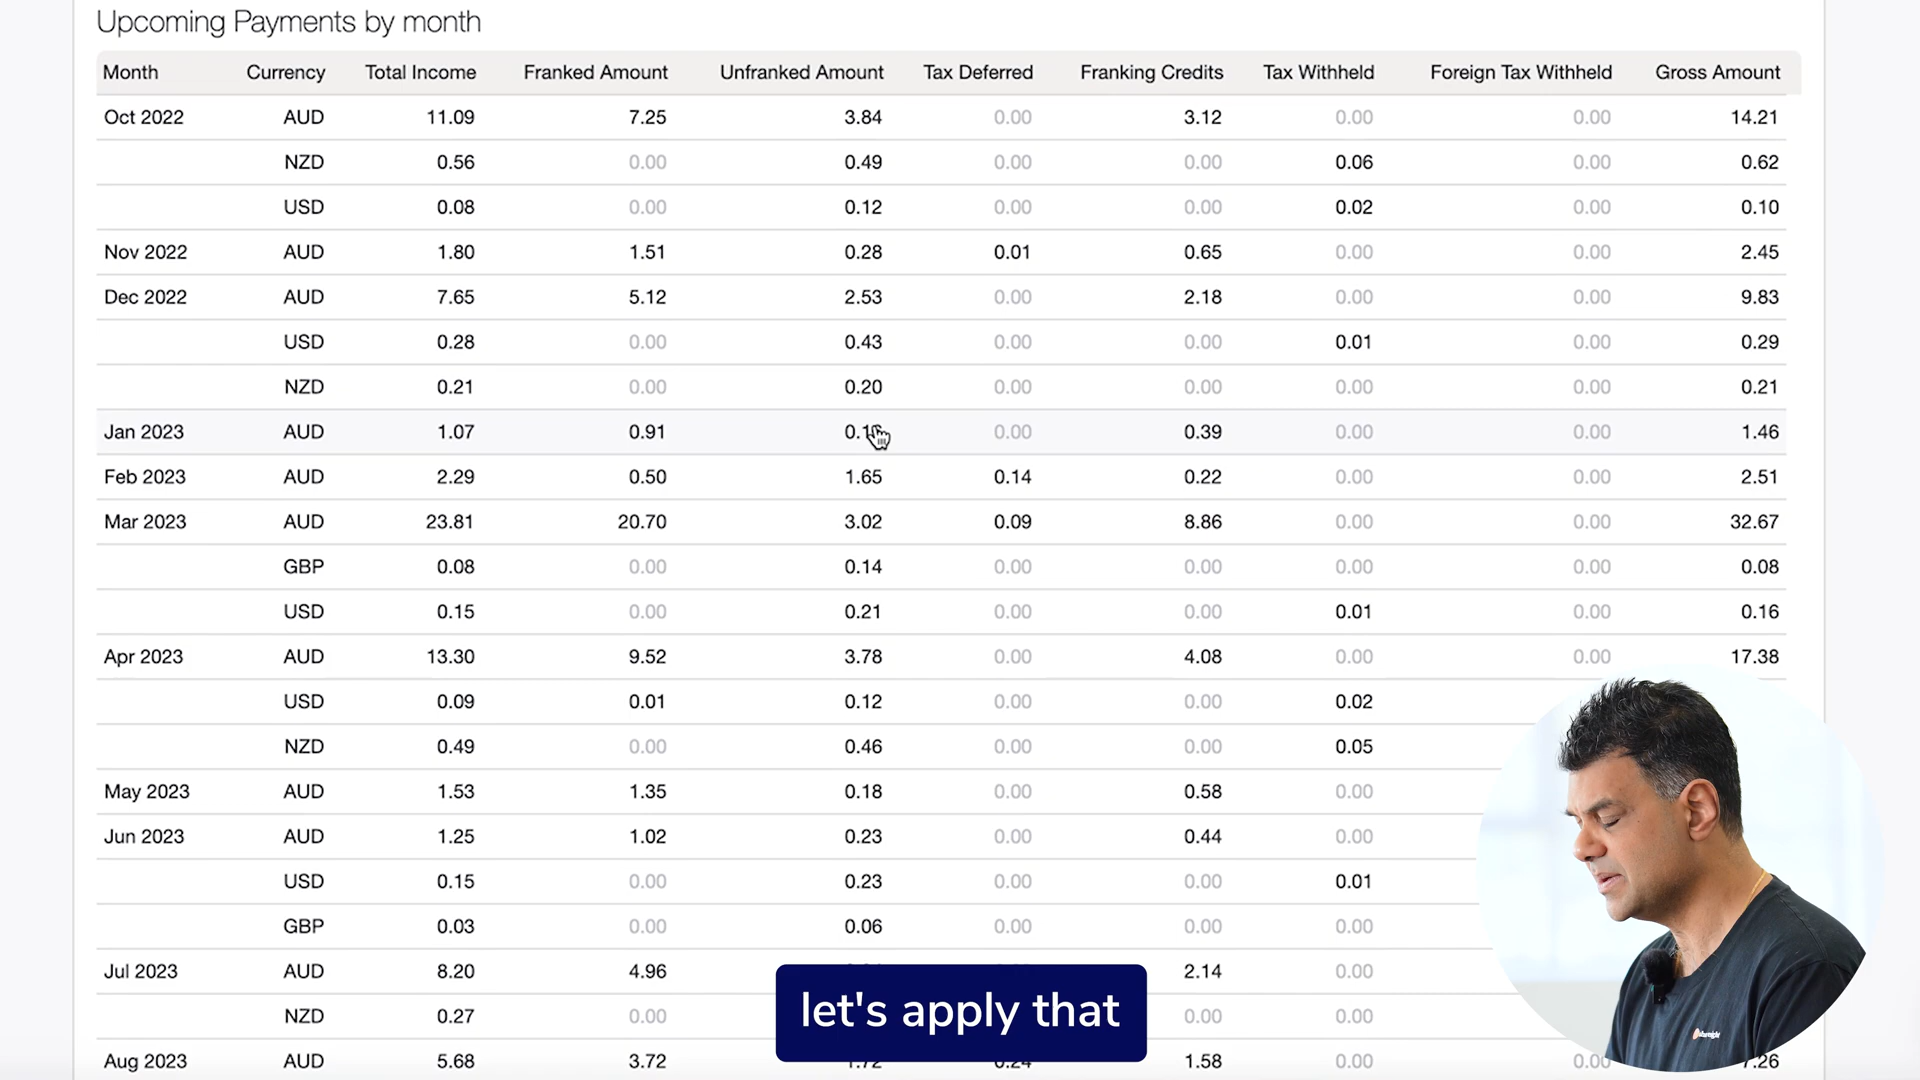 Upcoming Payments by month
Month Currency Total Income Franked Amount Unfranked Amount Tax Deferred Franking Credits Tax Withheld Foreign Tax Withheld Gross Amount
Oct 2022 AUD 11.09 7.25 3.84 0.00 3.12 0.00 0.00 14.21
NZD 0.56 0.00 0.49 0.00 0.00 0.06 0.00 0.62
USD 0.08 0.00 0.12 0.00 0.00 0.02 0.00 0.10
Nov 2022 AUD 1.80 1.51 0.28 0.01 0.65 0.00 0.00 2.45
Dec 2022 AUD 7.65 5.12 2.53 0.00 2.18 0.00 0.00 9.83
USD 0.28 0.00 0.43 0.00 0.00 0.01 0.00 0.29
NZD 0.21 0.00 0.20 0.00 0.00 0.00 0.00 0.21
Jan 2023 AUD 1.07 0.91 0.00 0.39 0.00 0.00 1.46
Feb 2023 AUD 2.29 0.50 1.65 0.14 0.22 0.00 0.00 2.51
Mar 2023 AUD 23.81 20.70 3.02 0.09 8.86 0.00 0.00 32.67
GBP 0.08 0.00 0.14 0.00 0.00 0.00 0.00 0.08
USD 0.15 0.00 0.21 0.00 0.00 0.01 0.00 0.16
Apr 2023 AUD 13.30 9.52 3.78 0.00 4.08 0.00 0.00 17.38
USD 0.09 0.01 0.12 0.00 0.00 0.02
NZD 0.49 0.00 0.46 0.00 0.00 0.05
May 2023 AUD 1.53 1.35 0.18 0.00 0.58 0.00
Jun 2023 AUD 1.25 1.02 0.23 0.00 0.44 0.00
USD 0.15 0.00 0.23 0.00 0.00 0.01
GBP 0.03 0.00 0.06 0.00 0.00 0.00
Jul 2023 AUD 8.20 4.96 2.14 0.00
NZD 0.27 0.00 0.00 0.00
let's apply that
Aug 2023 AUD 5.68 3.72 1.58 0.00